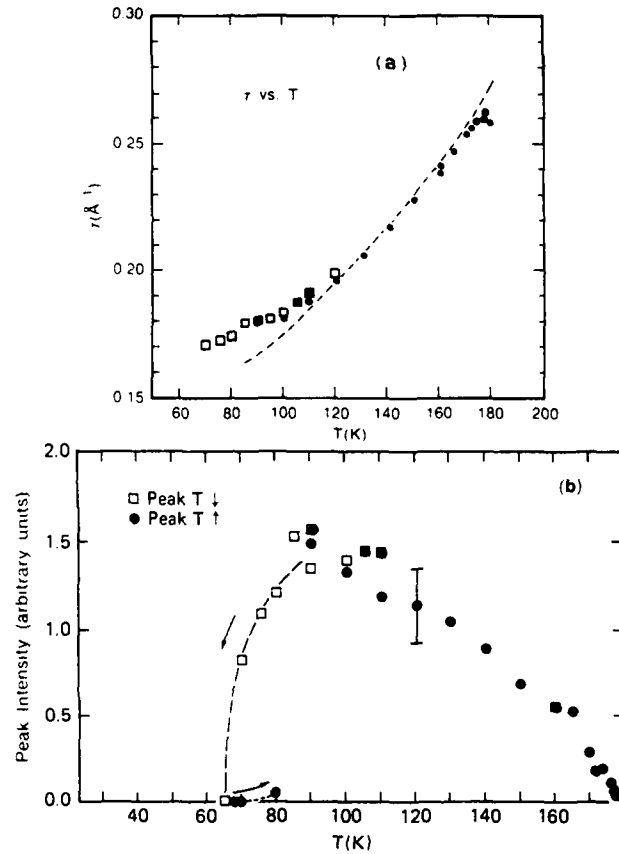 0.30
(a)
τ vs. T
0.25
τ(Å⁻¹)
0.20
0.15
60 80 100 120 140 160 180 200
T(K)
2.0
(b)
□ Peak T ↓
● Peak T ↑
1.5
1.0
0.5
0.0
Peak Intensity (arbitrary units)
40 60 80 100 120 140 160
T(K)